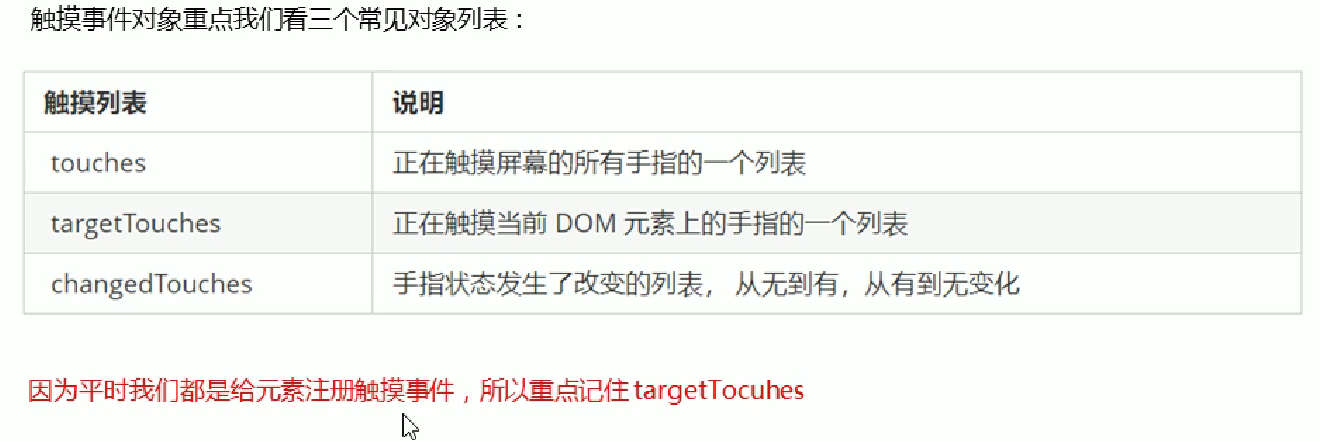 触摸事件对象重点我们看三个常见对象列表：
触摸列表 说明
touches 正在触摸屏幕的所有手指的一个列表
targetTouches 正在触摸当前 DOM 元素上的手指的一个列表
changedTouches 手指状态发生了改变的列表，从无到有，从有到无变化
因为平时我们都是给元素注册触摸事件，所以重点记住 targetTocuhes